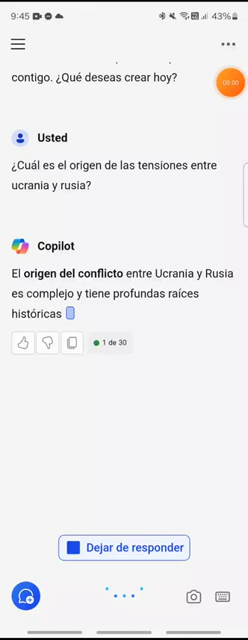 9:45
43%
contigo. ¿Qué deseas crear hoy?
00:00
Usted
¿Cuál es el origen de las tensiones entre
ucrania y rusia?
Copilot
El origen del conflicto entre Ucrania y Rusia
es complejo y tiene profundas raíces
históricas
1 de 30
Dejar de responder